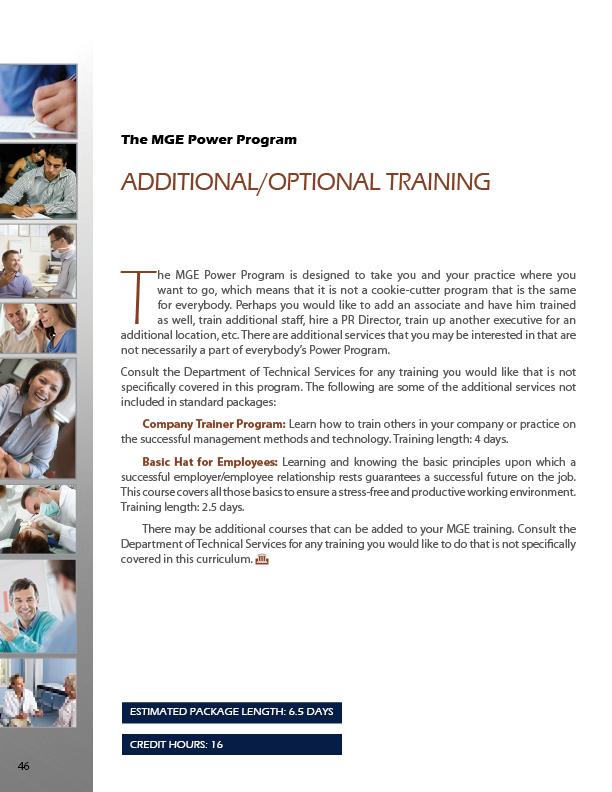 The MGE Power Program
ADDITIONAL/OPTIONAL TRAINING
The MGE Power Program is designed to take you and your practice where you
want to go, which means that it is not a cookie-cutter program that is the same
for everybody. Perhaps you would like to add an associate and have him trained
as well, train additional staff, hire a PR Director, train up another executive for an
additional location, etc. There are additional services that you may be interested in that are
not necessarily a part of everybody's Power Program.
Consult the Department of Technical Services for any training you would like that is not
specifically covered in this program. The following are some of the additional services not
included in standard packages:
Company Trainer Program: Learn how to train others in your company or practice on
the successful management methods and technology. Training length: 4 days.
Basic Hat for Employees: Learning and knowing the basic principles upon which a
successful employer/employee relationship rests guarantees a successful future on the job.
This course covers all those basics to ensure a stress-free and productive working environment.
Training length: 2.5 days.
There may be additional courses that can be added to your MGE training. Consult the
Department of Technical Services for any training you would like to do that is not specifically
covered in this curriculum.
ESTIMATED PACKAGE LENGTH: 6.5 DAYS
CREDIT HOURS: 16
46